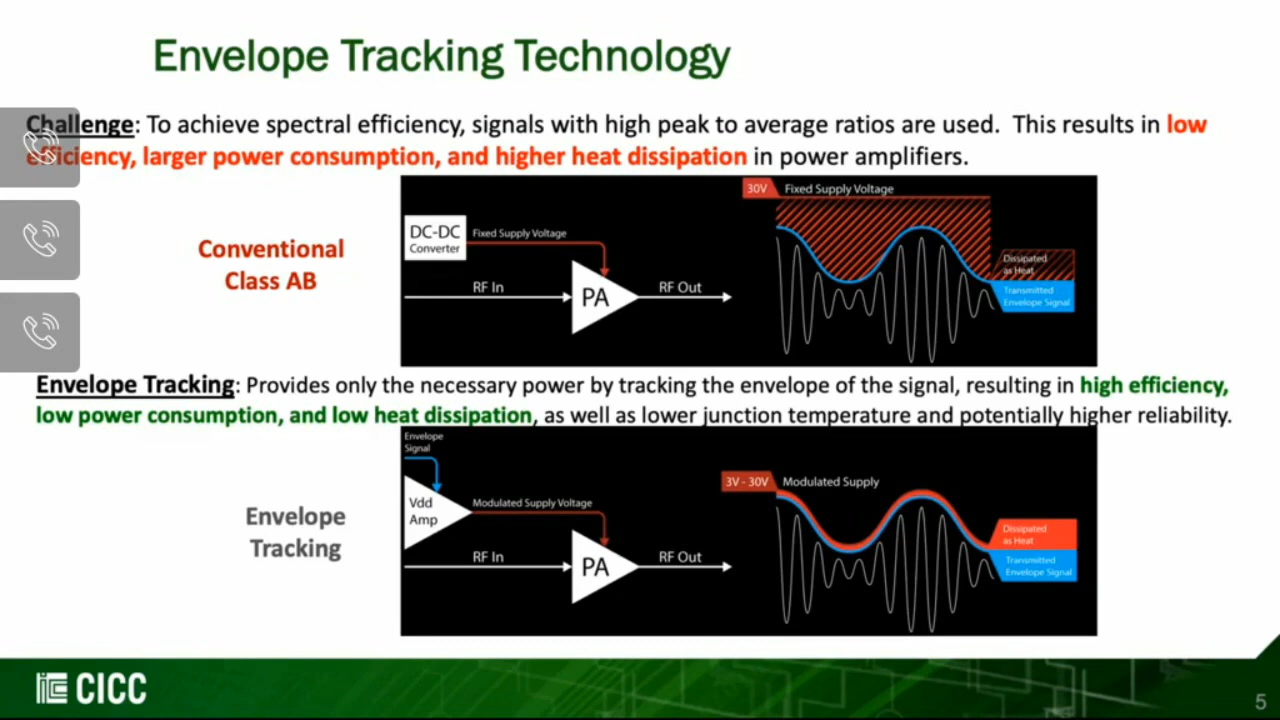 Envelope Tracking Technology
Challenge: To achieve spectral efficiency, signals with high peak to average ratios are used. This results in low
efficiency, larger power consumption, and higher heat dissipation in power amplifiers.
Conventional
Class AB
DC-DC
Converter
Fixed Supply Voltage
RF In
PA
RF Out
30V
Fixed Supply Voltage
Dissipated
as Heat
Transmitted
Envelope Signal
Envelope Tracking: Provides only the necessary power by tracking the envelope of the signal, resulting in high efficiency,
low power consumption, and low heat dissipation, as well as lower junction temperature and potentially higher reliability.
Envelope
Tracking
Envelope
Signal
Vdd
Amp
Modulated Supply Voltage
RF In
PA
RF Out
3V - 30V
Modulated Supply
Dissipated
as Heat
Transmitted
Envelope Signal
CICC
5